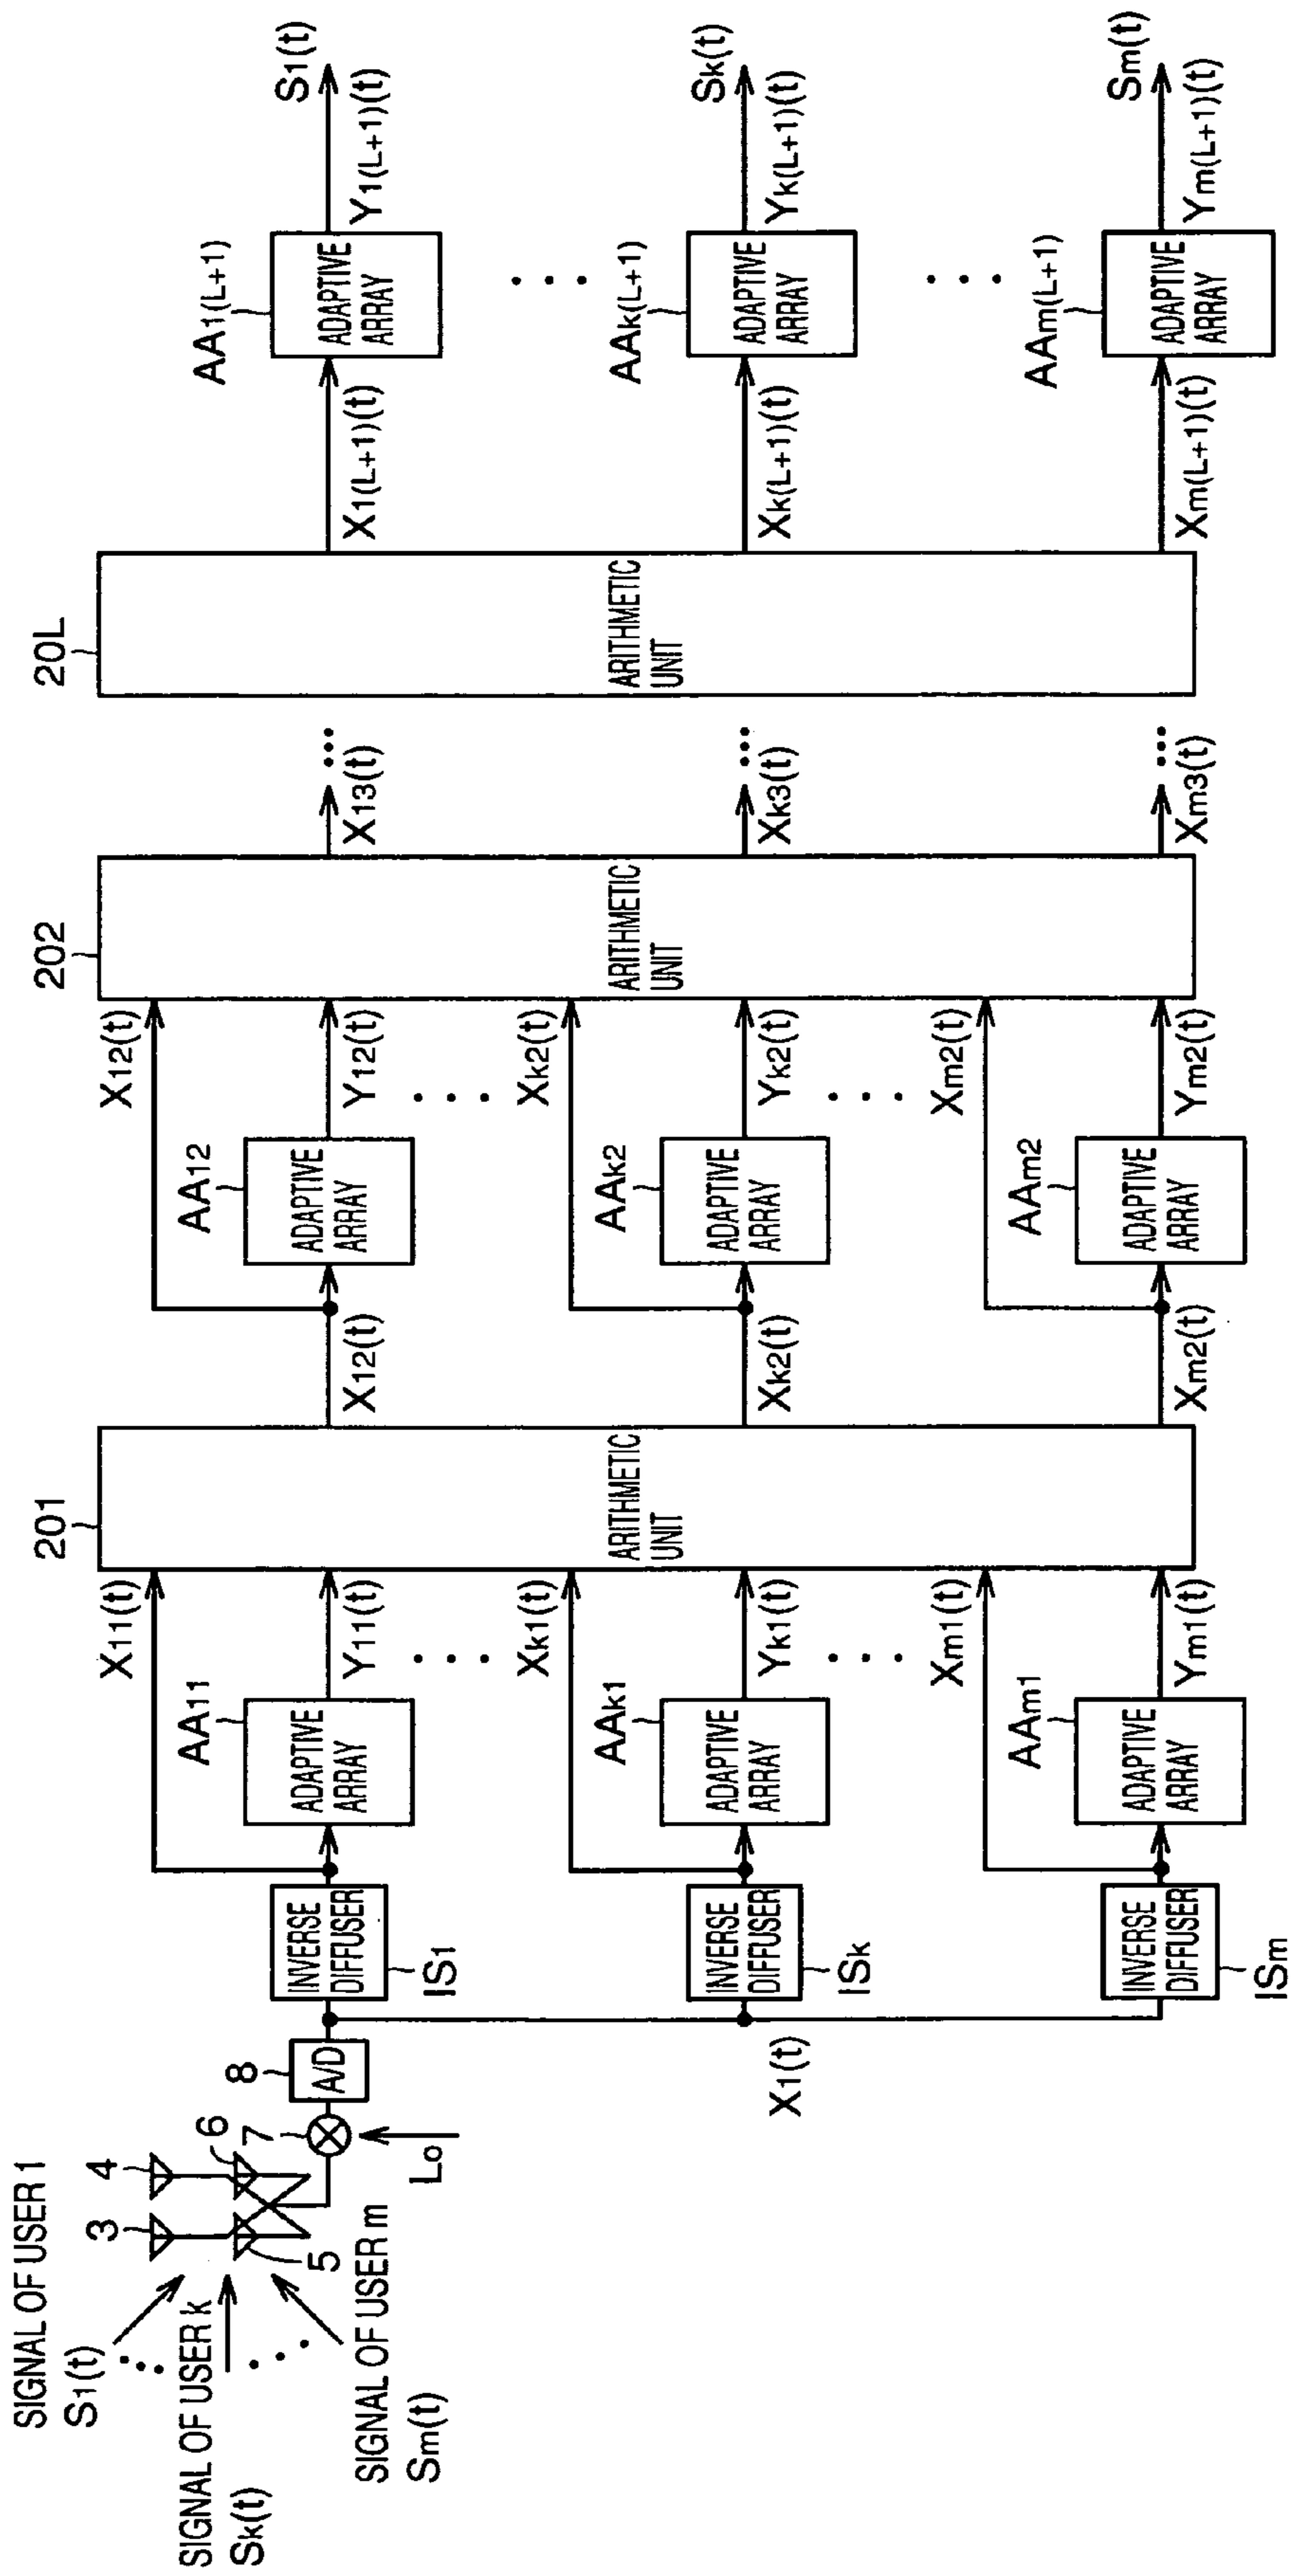 SIGNAL OF USER 1
S1(t)
SIGNAL OF USER k
Sk(t)
SIGNAL OF USER m
Sm(t)
3
4
5
6
7
Lo
8
A/D
X1(t)
INVERSE
DIFFUSER
IS1
INVERSE
DIFFUSER
ISk
INVERSE
DIFFUSER
ISm
X11(t)
AA11
ADAPTIVE
ARRAY
Y11(t)
Xk1(t)
AAk1
ADAPTIVE
ARRAY
Yk1(t)
Xm1(t)
AAm1
ADAPTIVE
ARRAY
Ym1(t)
201
ARITHMETIC
UNIT
X12(t)
X12(t)
AA12
ADAPTIVE
ARRAY
Y12(t)
Xk2(t)
Xk2(t)
AAk2
ADAPTIVE
ARRAY
Yk2(t)
Xm2(t)
Xm2(t)
AAm2
ADAPTIVE
ARRAY
Ym2(t)
202
ARITHMETIC
UNIT
X13(t)
Xk3(t)
Xm3(t)
20L
ARITHMETIC
UNIT
X1(L+1)(t)
AA1(L+1)
ADAPTIVE
ARRAY
Y1(L+1)(t)
S1(t)
Xk(L+1)(t)
AAk(L+1)
ADAPTIVE
ARRAY
Yk(L+1)(t)
Sk(t)
Xm(L+1)(t)
AAm(L+1)
ADAPTIVE
ARRAY
Ym(L+1)(t)
Sm(t)